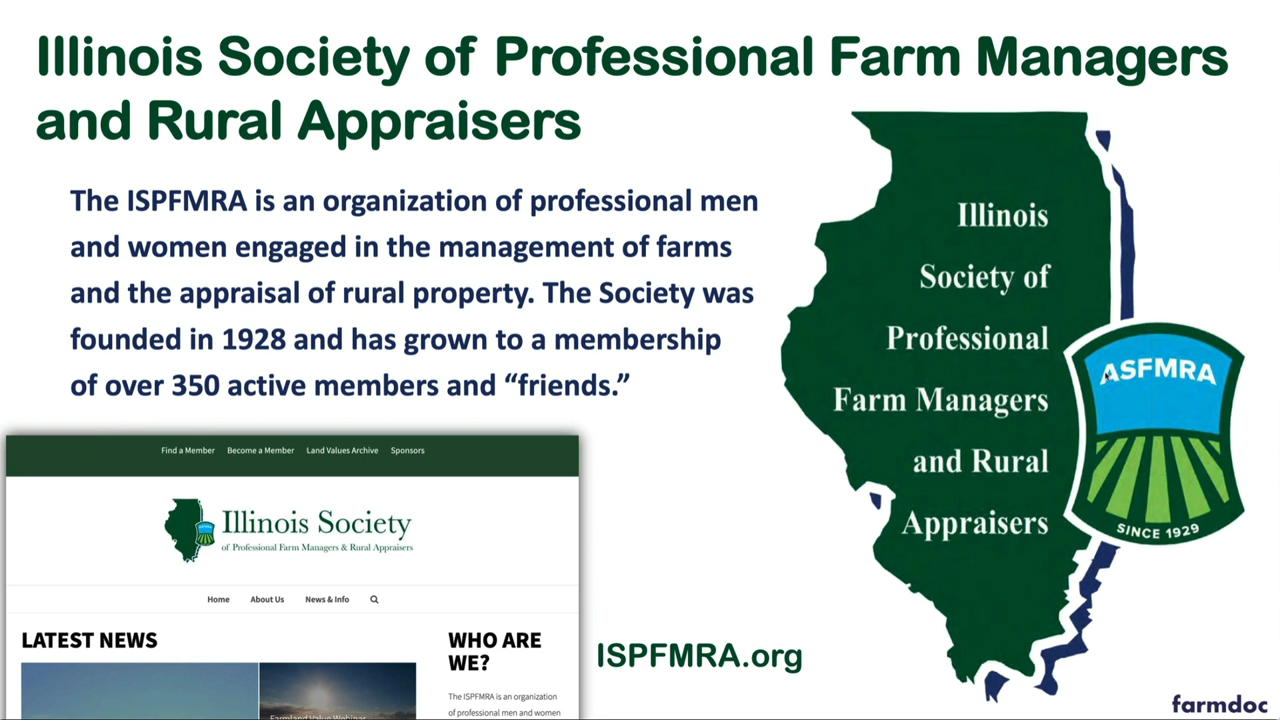 Illinois Society of Professional Farm Managers
and Rural Appraisers
The ISPFMRA is an organization of professional men
and women engaged in the management of farms
and the appraisal of rural property. The Society was
founded in 1928 and has grown to a membership
of over 350 active members and “friends.”
Illinois
Society of
Professional
Farm Managers
and Rural
Appraisers
ASFMRA
SINCE 1929
Find a Member Become a Member Land Values Archive Sponsors
ASFMRA
Illinois Society
of Professional Farm Managers & Rural Appraisers
Home About Us News & Info
LATEST NEWS
Farmland Value Webinar
WHO ARE
WE?
The ISPFMRA is an organization
of professional men and women
ISPFMRA.org
farmdoc